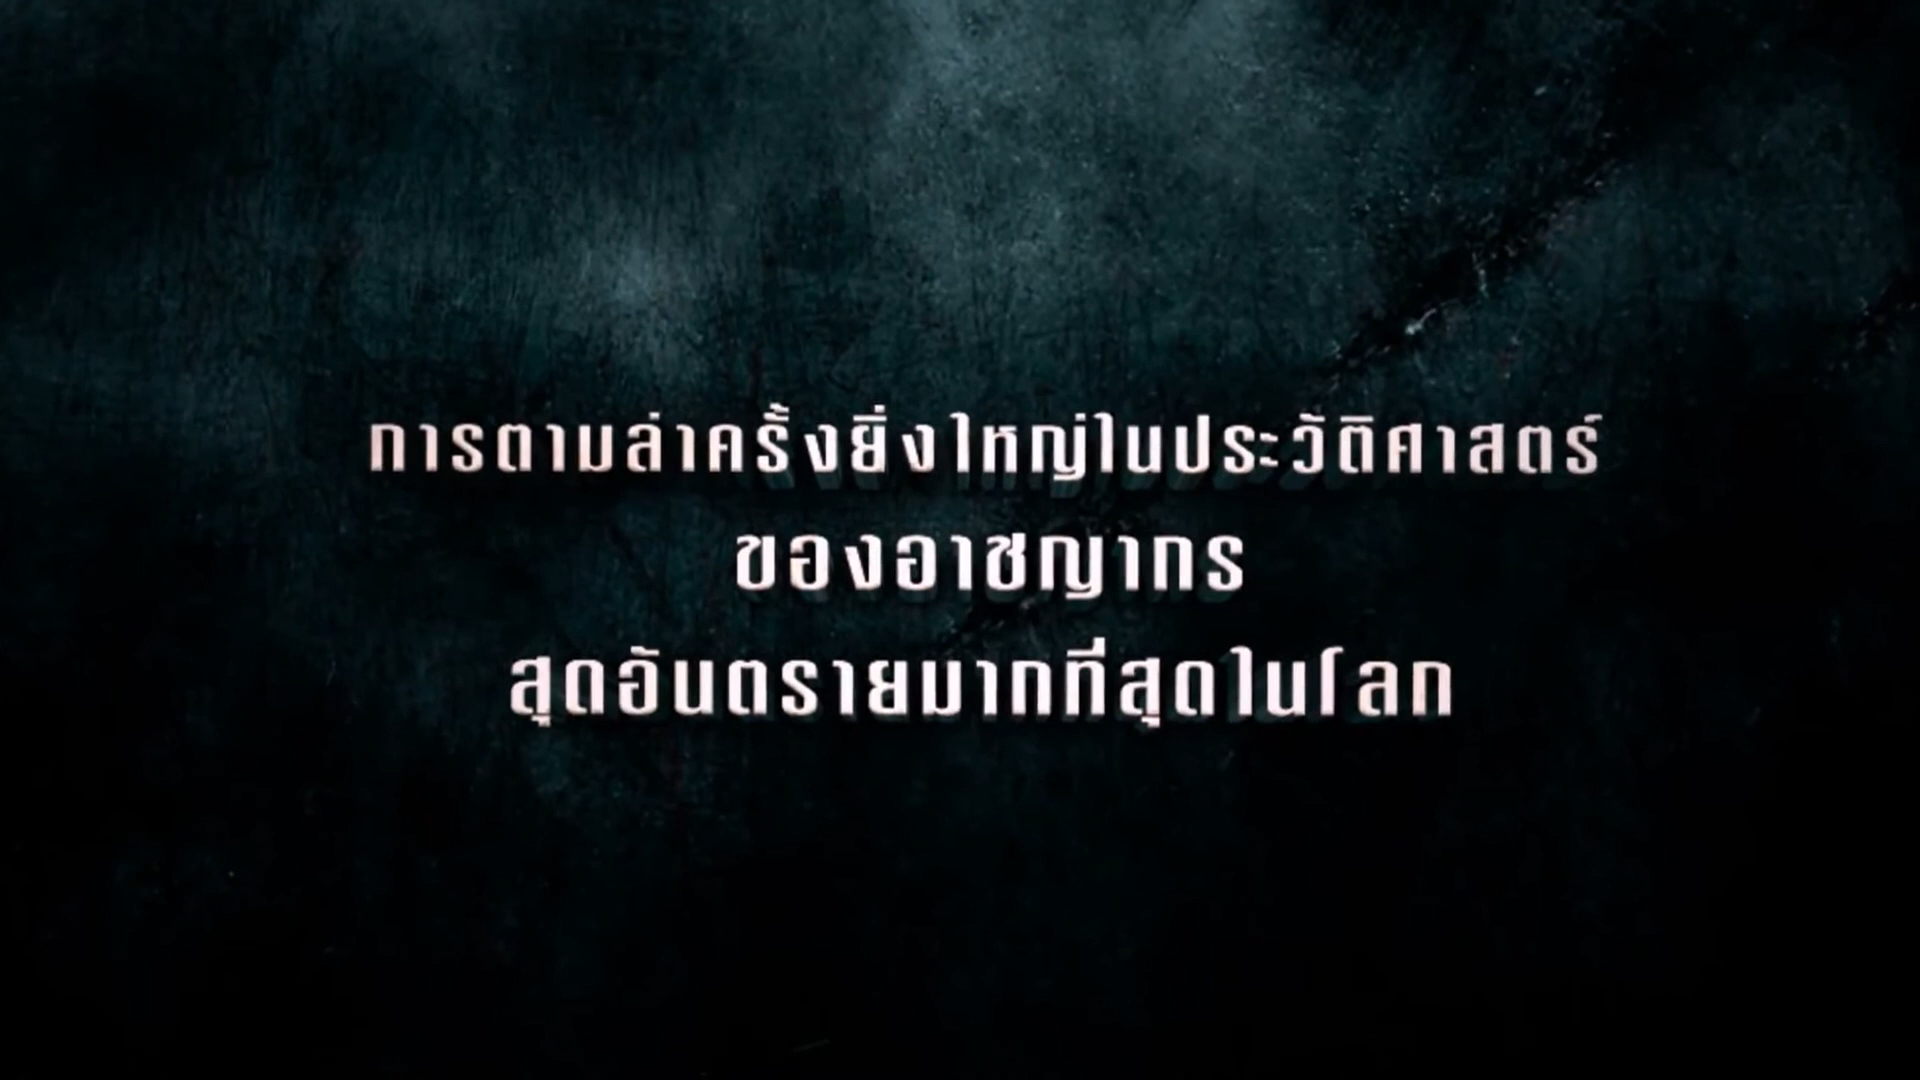 การตามล่าครั้งยิ่งใหญ่ในประวัติศาสตร์
ของอาชญากร
สุดอันตรายมากที่สุดในโลก